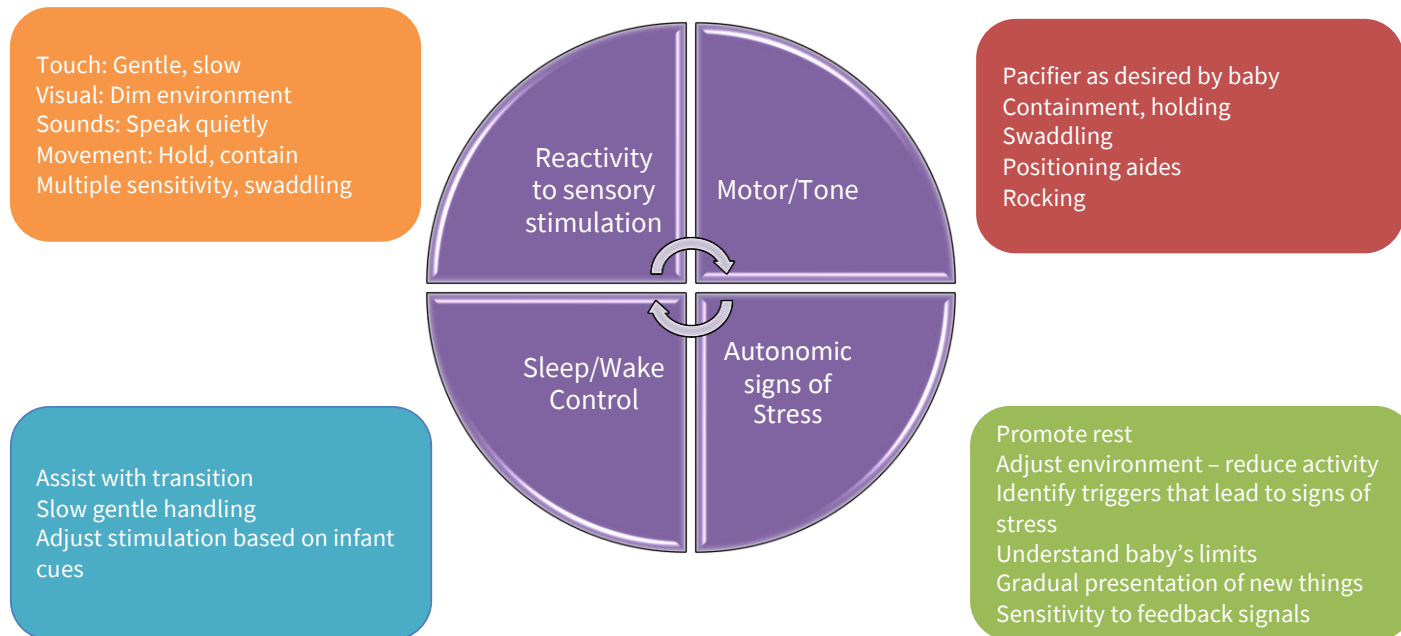 Touch: Gentle, slow
Visual: Dim environment
Sounds: Speak quietly
Movement: Hold, contain
Multiple sensitivity, swaddling
Reactivity
to sensory
stimulation
Motor/Tone
Pacifier as desired by baby
Containment, holding
Swaddling
Positioning aides
Rocking
Sleep/Wake
Control
Autonomic
signs of
Stress
Assist with transition
Slow gentle handling
Adjust stimulation based on infant
cues
Promote rest
Adjust environment – reduce activity
Identify triggers that lead to signs of
stress
Understand baby’s limits
Gradual presentation of new things
Sensitivity to feedback signals